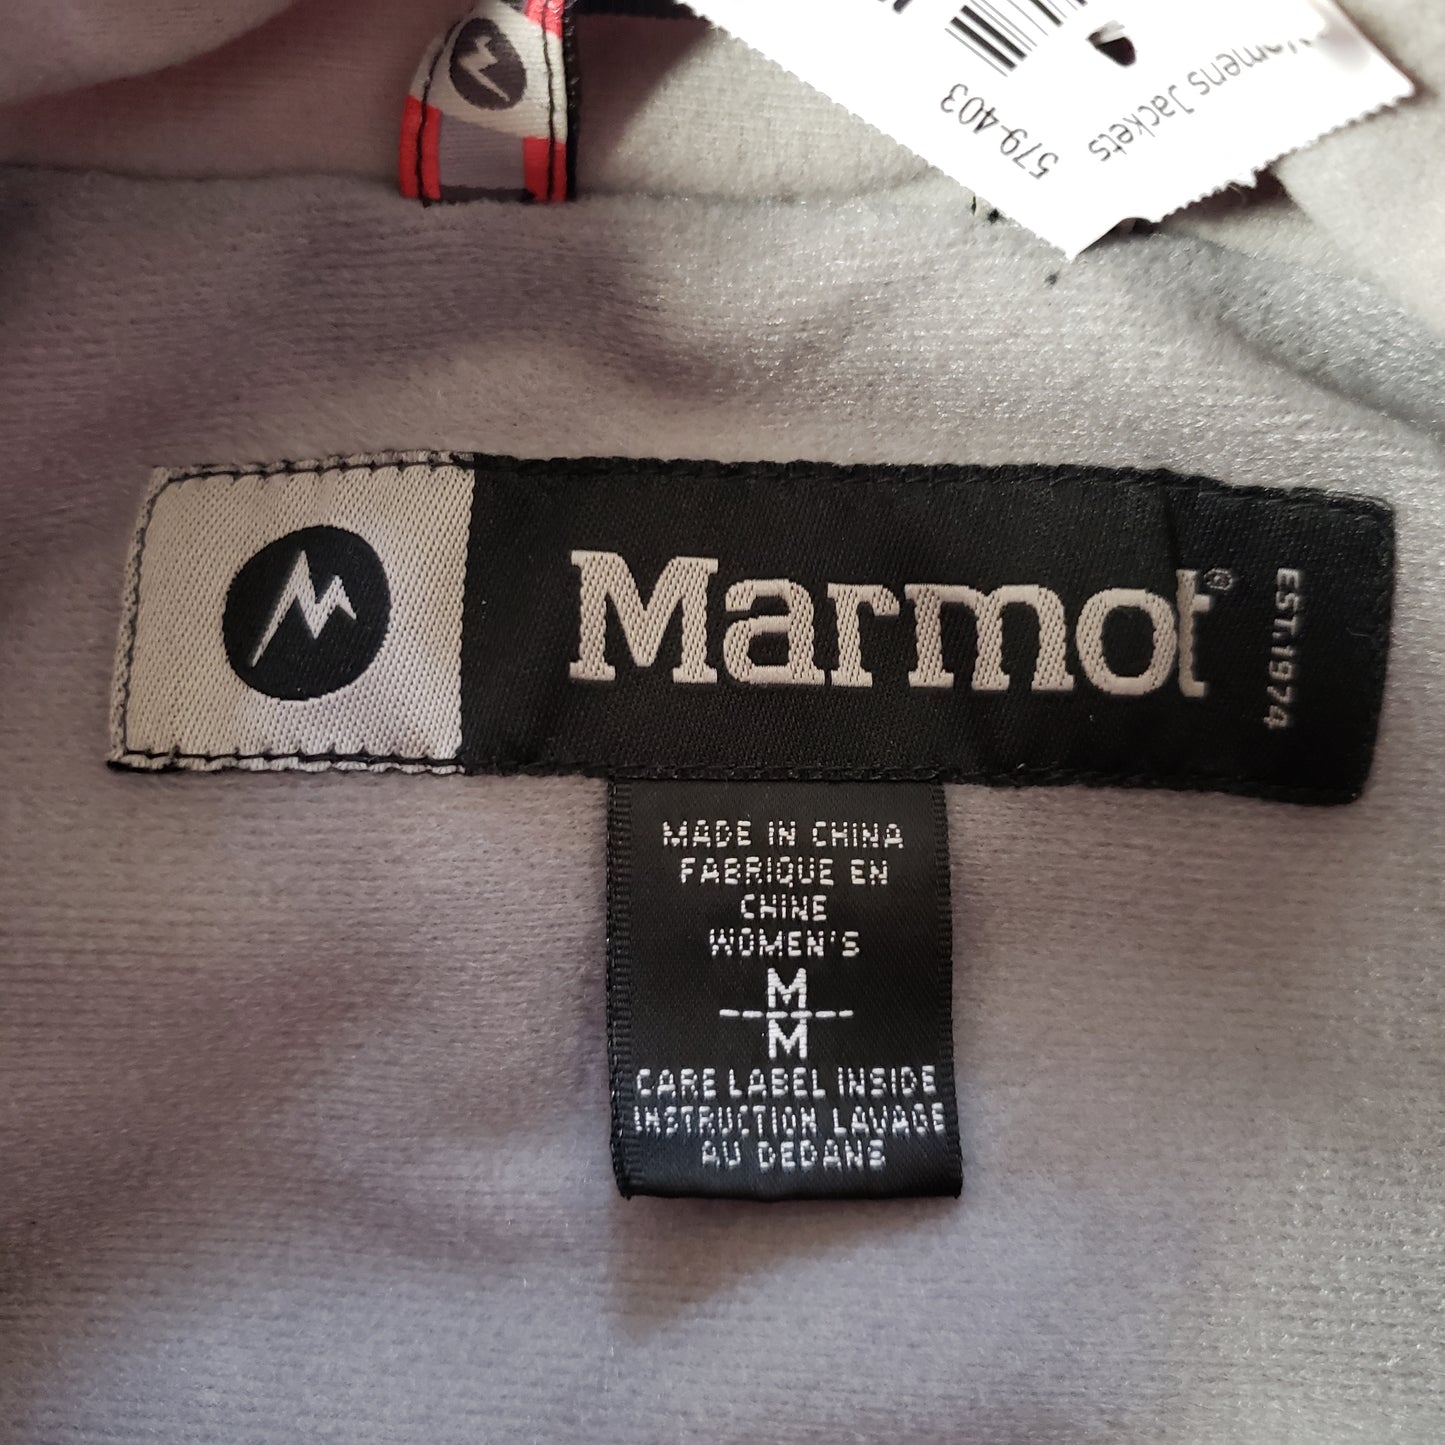 579-403
Womens Jackets
Marmot®
EST.1974
MADE IN CHINA
FABRIQUE EN
CHINE
WOMEN'S
M
M
CARE LABEL INSIDE
INSTRUCTION LAVAGE
AU DEDANS